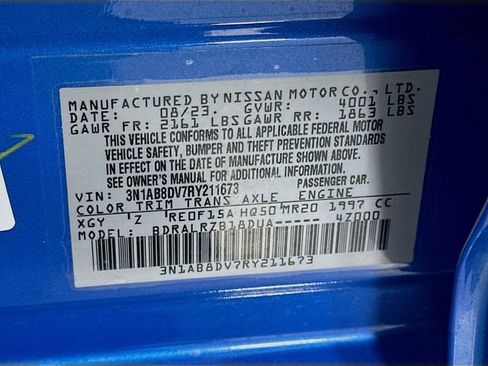 MANUFACTURED BY NISSAN MOTOR CO., LTD.
DATE: 08/23 GVWR: 4001 LBS
GAWR FR: 2161 LBS GAWR RR: 1863 LBS
THIS VEHICLE CONFORMS TO ALL APPLICABLE FEDERAL MOTOR
VEHICLE SAFETY, BUMPER AND THEFT PREVENTION STANDARDS
IN EFFECT ON THE DATE OF MANUFACTURE SHOWN ABOVE.
SEE OWNER'S MANUAL FOR ADDITIONAL INFORMATION.
VIN: 3N1AB8DV7RY211673 PASSENGER CAR.
COLOR TRIM TRANS AXLE ENGINE
XGY Z RE0F15A HQ50 MR20 1997 CC
MODEL: BDRALRZB18DUA----- 4Z000
3N1AB8DV7RY211673